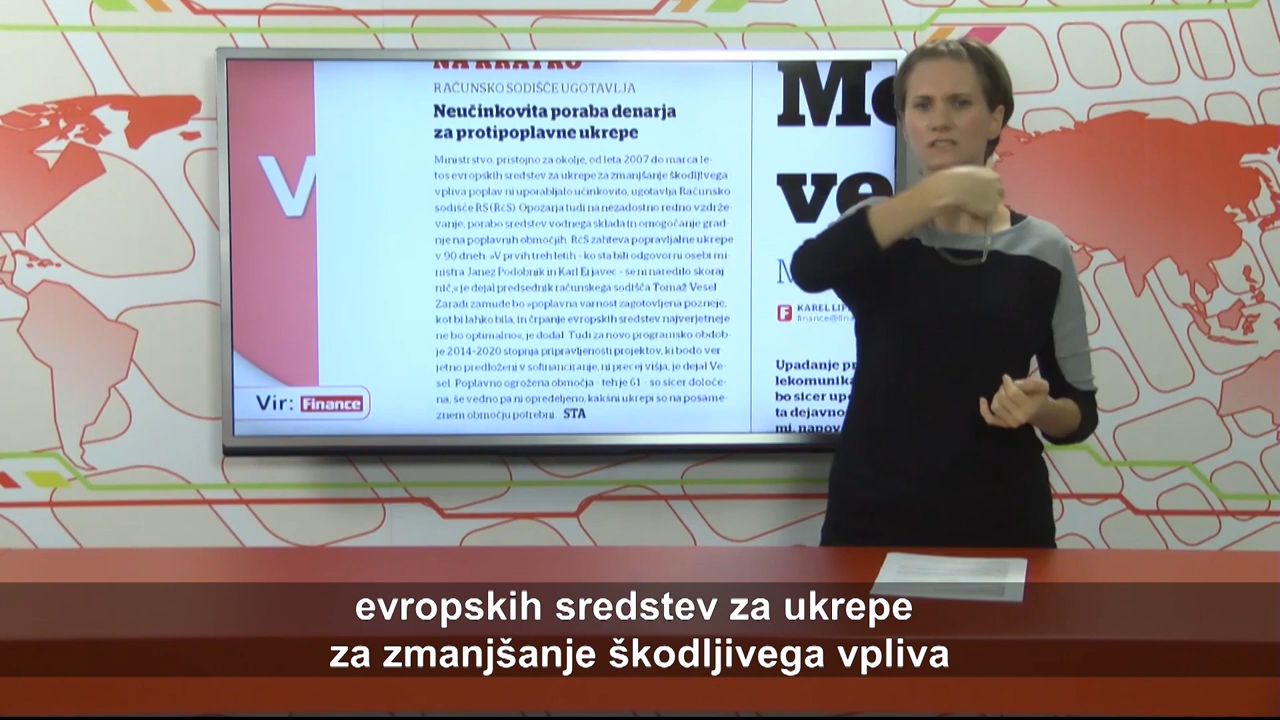 NA KRATKO
RAČUNSKO SODIŠČE UGOTAVLJA
Neučinkovita poraba denarja
za protipoplavne ukrepe
Ministrstvo, pristojno za okolje, od leta 2007 do marca le-
tos evropskih sredstev za ukrepe za zmanjšanje škodljivega
vpliva poplav ni uporabljalo učinkovito, ugotavlja Računsko
sodišče RS (RčS). Opozarja tudi na nezadostno redno vzdrže-
vanje, porabo sredstev vodnega sklada in omogočanje grad-
nje na poplavnih območjih. RčS zahteva popravljalne ukrepe
v 90 dneh. »V prvih treh letih - ko sta bili odgovorni osebi mi-
nistra Janez Podobnik in Karl Erjavec - se ni naredilo skoraj
nič,« je dejal predsednik računskega sodišča Tomaž Vesel
Zaradi zamude bo »poplavna varnost zagotovljena pozneje,
kot bi lahko bila, in črpanje evropskih sredstev najverjetneje
ne bo optimalno«, je dodal. Tudi za novo programsko obdob-
je 2014-2020 stopnja pripravljenosti projektov, ki bodo ver
jetno predloženi v sofinanciranje, ni precej višja, je dejal Ve-
sel. Poplavno ogrožena območja - teh je 61 - so sicer določe-
na, še vedno pa ni opredeljeno, kakšni ukrepi so na posame-
znem območju potrebni. STA
V
Vir: Finance
Mo
ve
N
F KAREL LIP
finance@fina
Upadanje pr
lekomunika
bo sicer upo
ta dejavno
mi, napov
evropskih sredstev za ukrepe
za zmanjšanje škodljivega vpliva